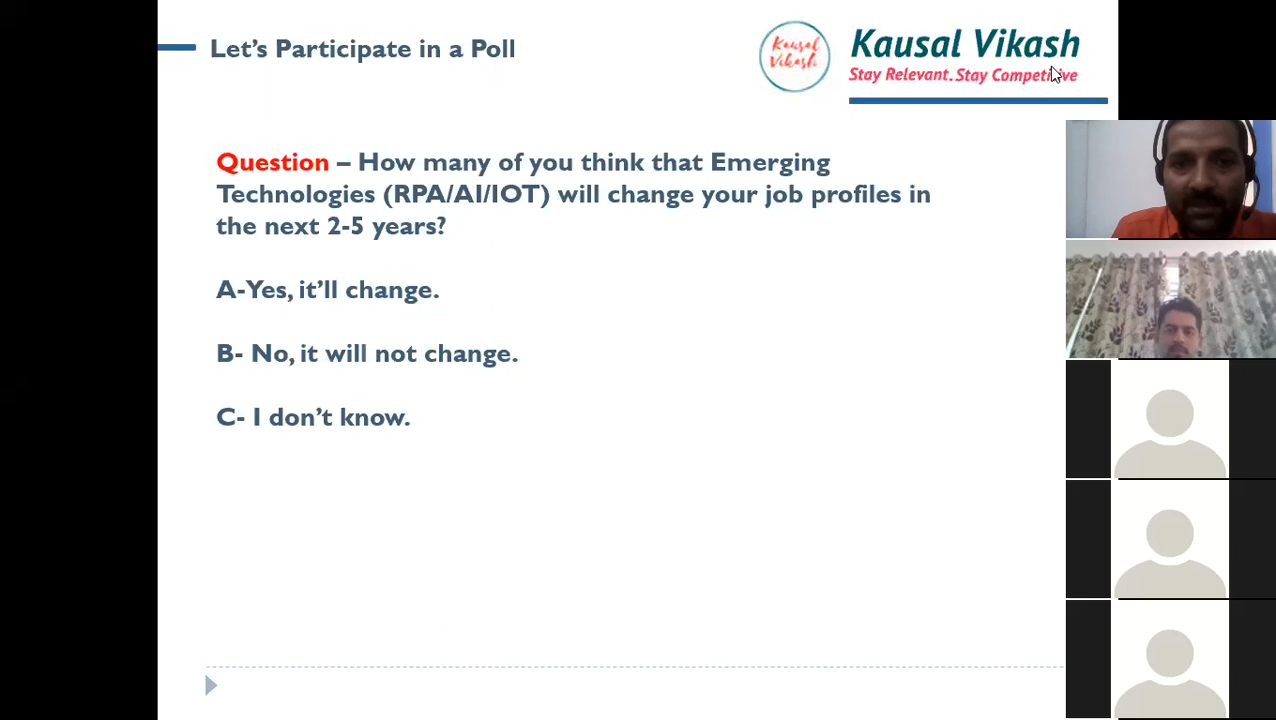 Let's Participate in a Poll
Kausal
Vikash
Kausal Vikash
Stay Relevant. Stay Competitive
Question – How many of you think that Emerging
Technologies (RPA/AI/IOT) will change your job profiles in
the next 2-5 years?
A-Yes, it'll change.
B- No, it will not change.
C- I don't know.